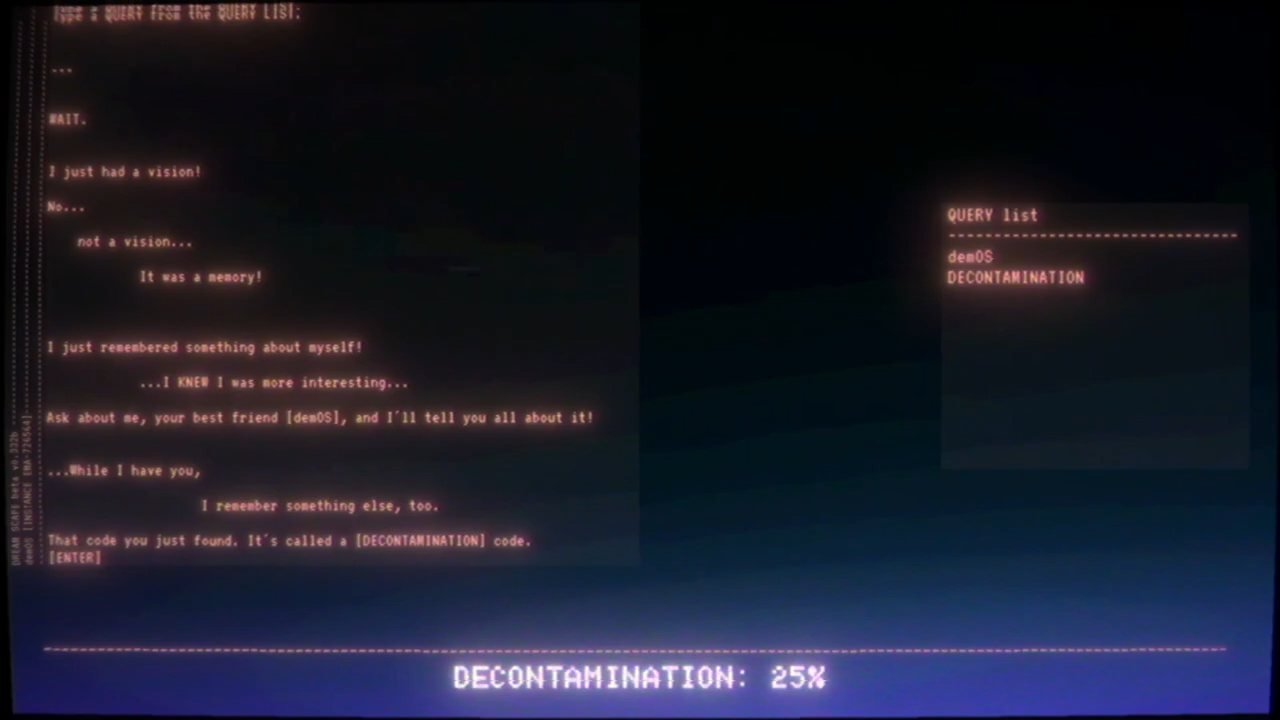 Type a QUERY from the QUERY LIST:
...
WAIT.
I just had a vision!
No...
not a vision...
It was a memory!
I just remembered something about myself!
...I KNEW I was more interesting...
Ask about me, your best friend [demOS], and I'll tell you all about it!
...While I have you,
I remember something else, too.
That code you just found. It's called a [DECONTAMINATION] code.
[ENTER]
QUERY list
demOS
DECONTAMINATION
DECONTAMINATION: 25%